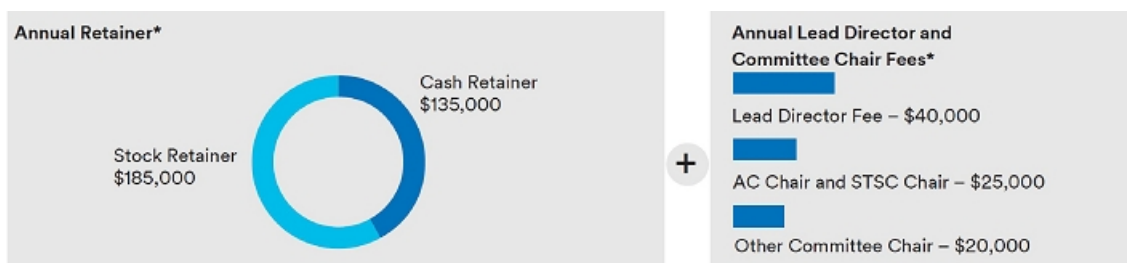 Annual Retainer*
Cash Retainer
$135,000
Stock Retainer
$185,000
+
Annual Lead Director and
Committee Chair Fees*
Lead Director Fee – $40,000
AC Chair and STSC Chair – $25,000
Other Committee Chair – $20,000